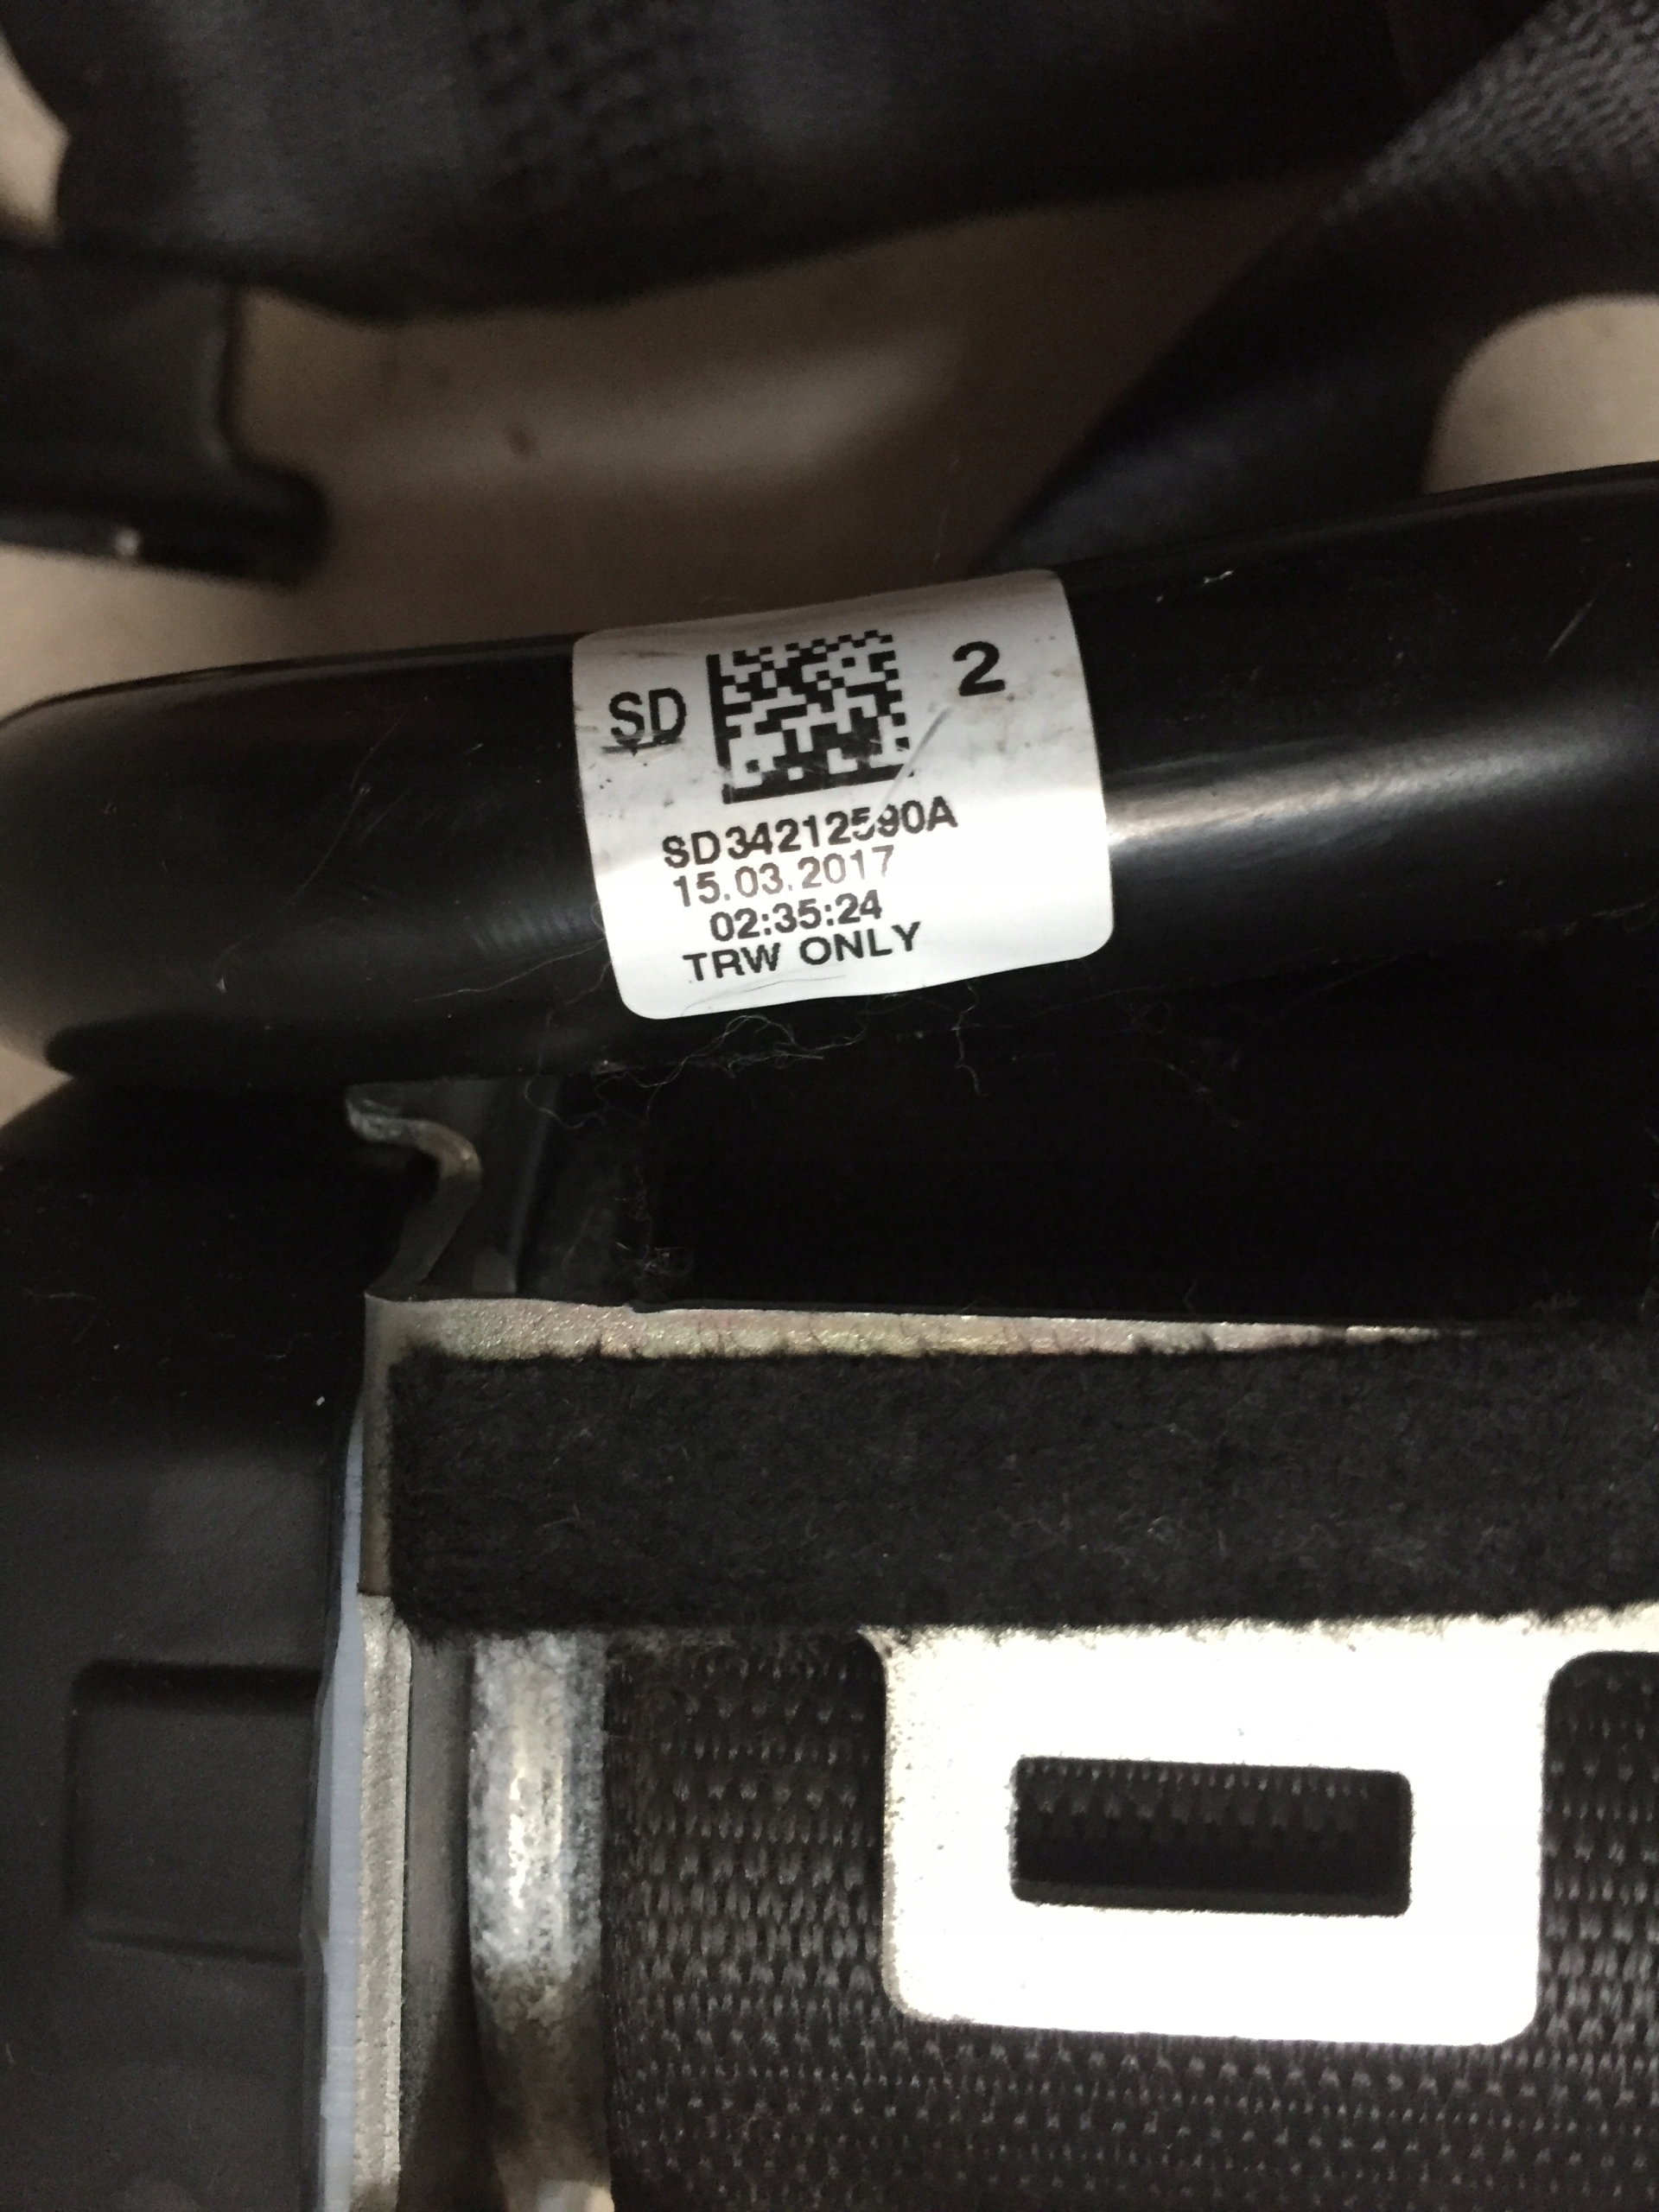 SD 2
SD34212590A
15.03.2017
02:35:24
TRW ONLY